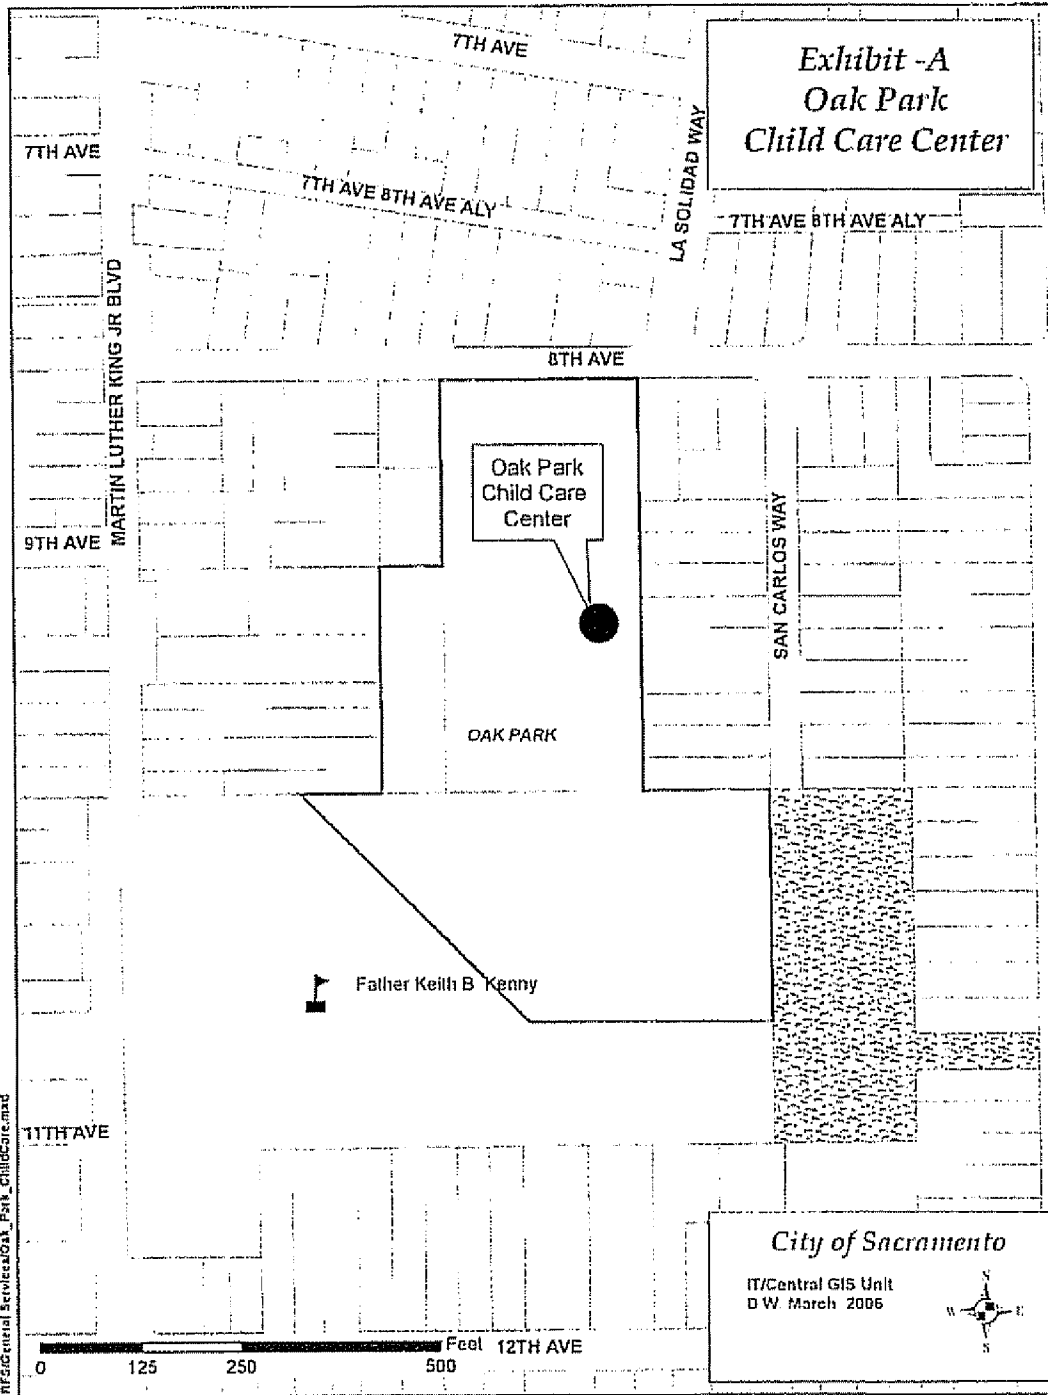 Exhibit -A
Oak Park
Child Care Center
7TH AVE
7TH AVE
7TH AVE 8TH AVE ALY
LA SOLIDAD WAY
7TH AVE 8TH AVE ALY
MARTIN LUTHER KING JR BLVD
8TH AVE
Oak Park
Child Care
Center
9TH AVE
SAN CARLOS WAY
OAK PARK
Father Keith B Kenny
11TH AVE
City of Sacramento
IT/Central GIS Unit
D W March 2006
N
W
E
S
Feet
12TH AVE
0
125
250
500